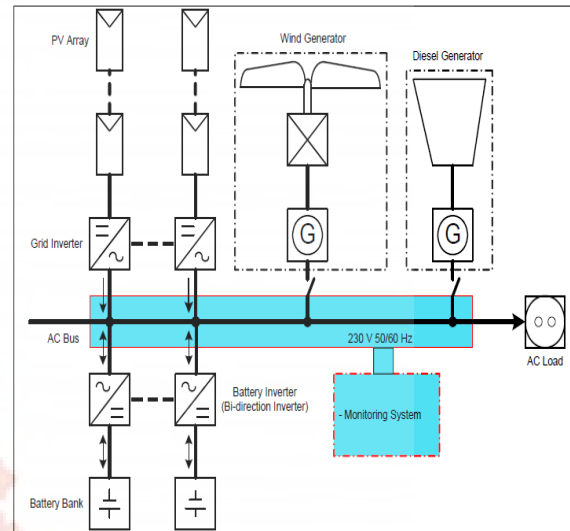 PV Array
Wind Generator
Diesel Generator
Grid Inverter
G
G
AC Bus
230 V 50/60 Hz
AC Load
Battery Inverter
(Bi-direction Inverter)
- Monitoring System
Battery Bank